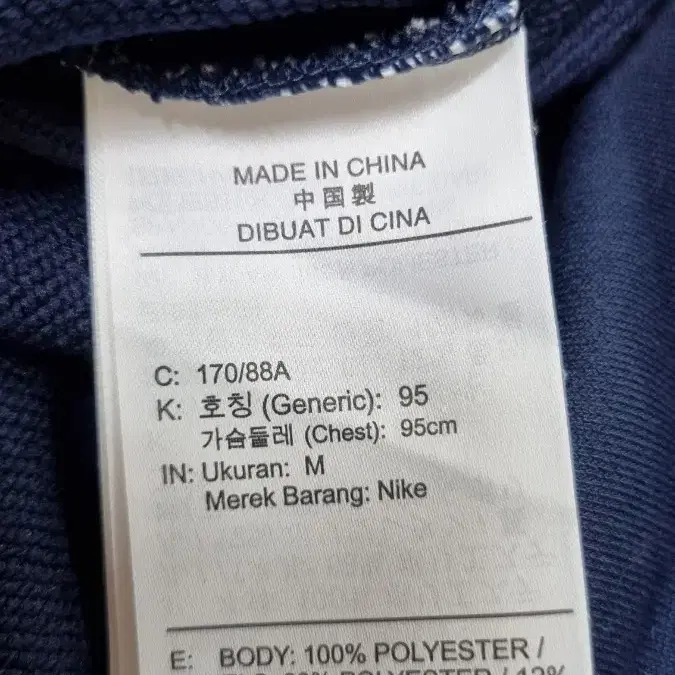 MADE IN CHINA
中国製
DIBUAT DI CINA
C: 170/88A
K: 호칭 (Generic): 95
가슴둘레 (Chest): 95cm
IN: Ukuran: M
Merek Barang: Nike
E: BODY: 100% POLYESTER /